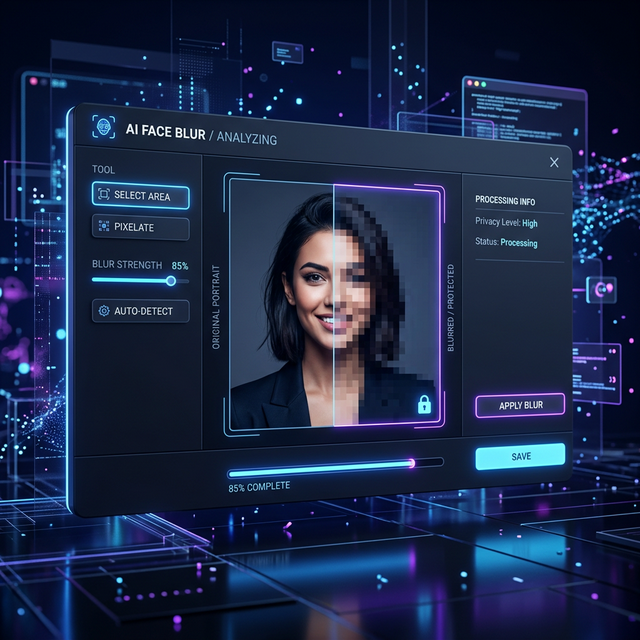 AI FACE BLUR / ANALYZING
TOOL
SELECT AREA
PIXELATE
BLUR STRENGTH 85%
AUTO-DETECT
ORIGINAL PORTRAIT
BLURRED / PROTECTED
PROCESSING INFO
Privacy Level: High
Status: Processing
APPLY BLUR
SAVE
85% COMPLETE